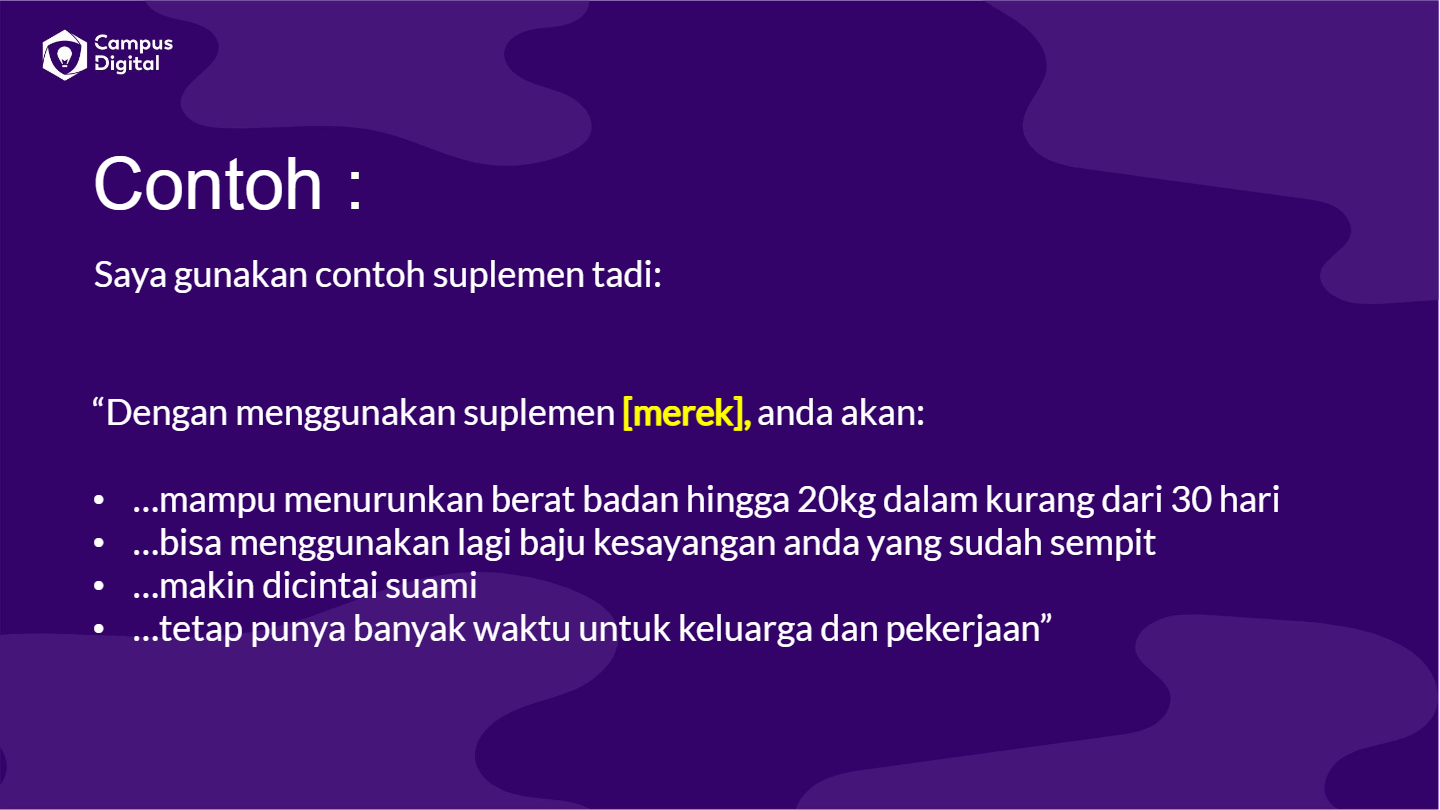 Campus
Digital
Contoh :
Saya gunakan contoh suplemen tadi:
“Dengan menggunakan suplemen [merek], anda akan:
• …mampu menurunkan berat badan hingga 20kg dalam kurang dari 30 hari
• …bisa menggunakan lagi baju kesayangan anda yang sudah sempit
• …makin dicintai suami
• …tetap punya banyak waktu untuk keluarga dan pekerjaan”